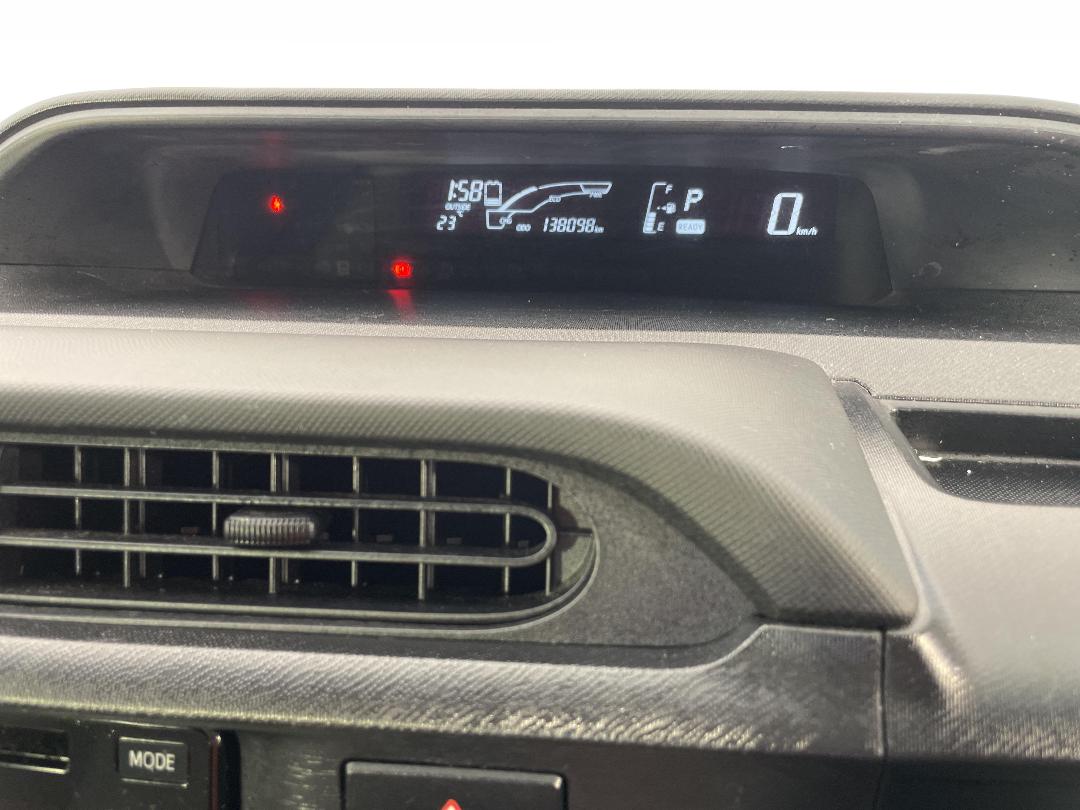 1:58
OUTSIDE
23°C
ECO
PWR
CHG
ODO 138098km
F
E
P
READY
0 km/h
MODE